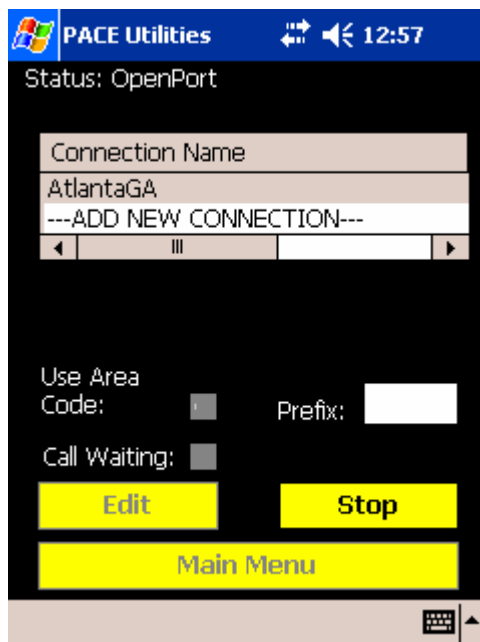 PACE Utilities 12:57
Status: OpenPort
Connection Name
AtlantaGA
---ADD NEW CONNECTION---
Use Area
Code:
Prefix:
Call Waiting:
Edit
Stop
Main Menu